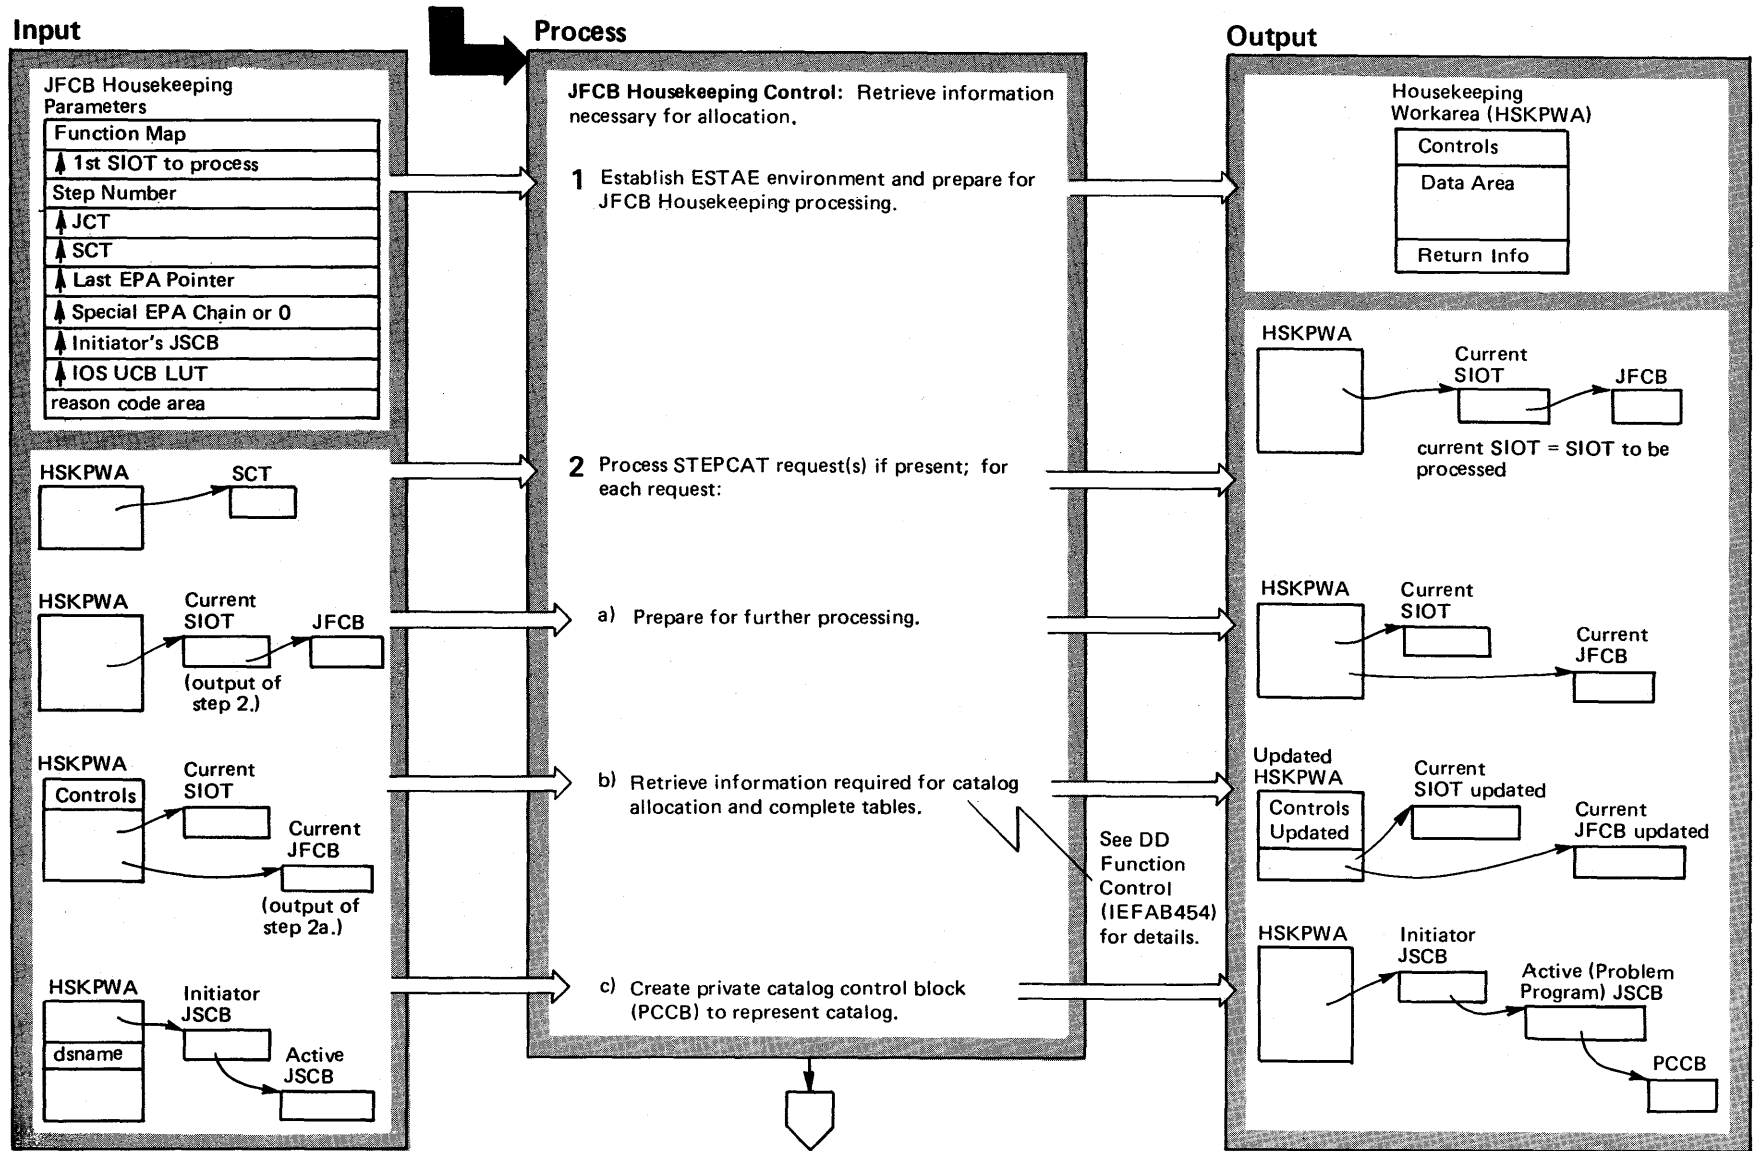 Input
JFCB Housekeeping
Parameters
Function Map
1st SIOT to process
Step Number
JCT
SCT
Last EPA Pointer
Special EPA Chain or 0
Initiator's JSCB
IOS UCB LUT
reason code area
HSKPWA
SCT
HSKPWA
Current
SIOT
JFCB
(output of
step 2.)
HSKPWA
Controls
Current
SIOT
Current
JFCB
(output of
step 2a.)
HSKPWA
dsname
Initiator
JSCB
Active
JSCB
Process
JFCB Housekeeping Control: Retrieve information
necessary for allocation.
1 Establish ESTAE environment and prepare for
JFCB Housekeeping processing.
2 Process STEPCAT request(s) if present; for
each request:
a) Prepare for further processing.
b) Retrieve information required for catalog
allocation and complete tables.
See DD
Function
Control
(IEFAB454)
for details.
c) Create private catalog control block
(PCCB) to represent catalog.
Output
Housekeeping
Workarea (HSKPWA)
Controls
Data Area
Return Info
HSKPWA
Current
SIOT
JFCB
current SIOT = SIOT to be
processed
HSKPWA
Current
SIOT
Current
JFCB
Updated
HSKPWA
Controls
Updated
Current
SIOT updated
Current
JFCB updated
HSKPWA
Initiator
JSCB
Active (Problem
Program) JSCB
PCCB